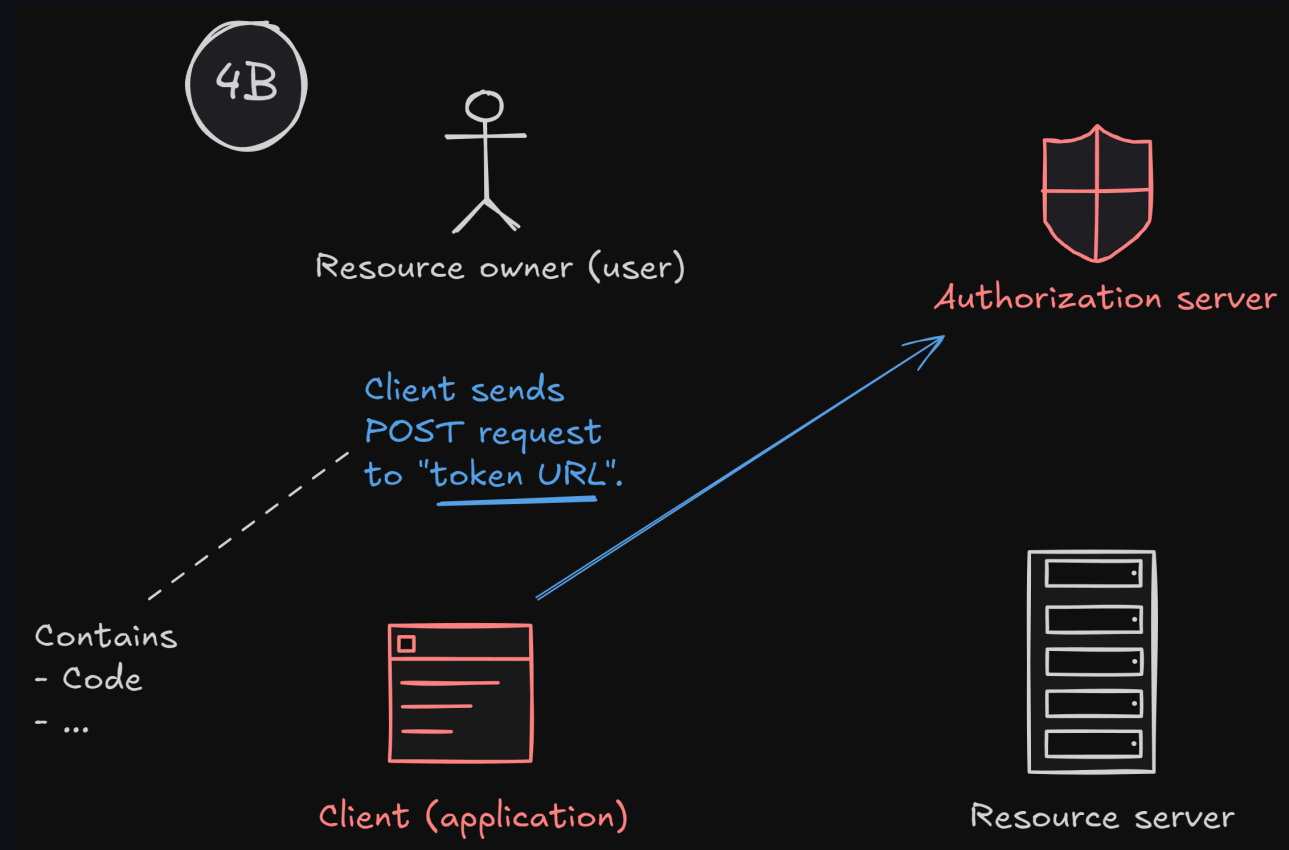 4B
Resource owner (user)
Authorization server
Client sends
POST request
to "token URL".
Contains
- Code
- ...
Client (application)
Resource server